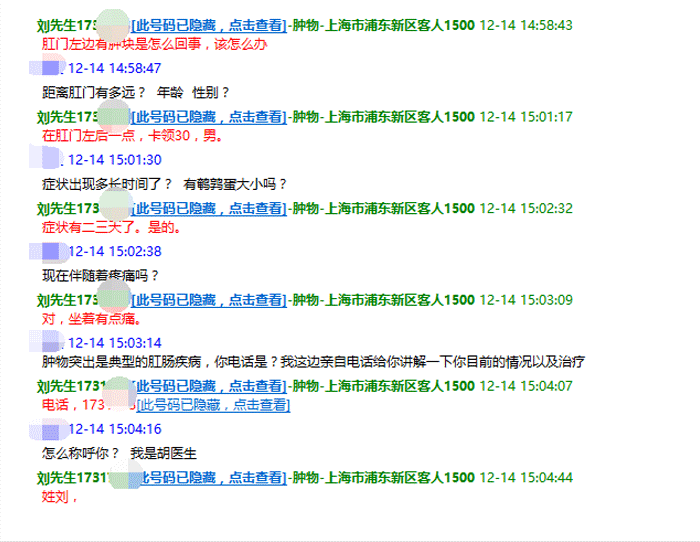 刘先生173[此号码已隐藏，点击查看]-肿物-上海市浦东新区客人1500 12-14 14:58:43
肛门左边有肿块是怎么回事，该怎么办
12-14 14:58:47
距离肛门有多远？ 年龄 性别？
刘先生173[此号码已隐藏，点击查看]-肿物-上海市浦东新区客人1500 12-14 15:01:17
在肛门左后一点，卡领30，男。
12-14 15:01:30
症状出现多长时间了？ 有鹌鹑蛋大小吗？
刘先生173[此号码已隐藏，点击查看]-肿物-上海市浦东新区客人1500 12-14 15:02:32
症状有二三天了。是的。
12-14 15:02:38
现在伴随着疼痛吗？
刘先生173[此号码已隐藏，点击查看]-肿物-上海市浦东新区客人1500 12-14 15:03:09
对，坐着有点痛。
12-14 15:03:14
肿物突出是典型的肛肠疾病，你电话是？我这边亲自电话给你讲解一下你目前的情况以及治疗
刘先生1731[此号码已隐藏，点击查看]-肿物-上海市浦东新区客人1500 12-14 15:04:07
电话，173[此号码已隐藏，点击查看]
12-14 15:04:16
怎么称呼你？ 我是胡医生
刘先生1731[此号码已隐藏，点击查看]-肿物-上海市浦东新区客人1500 12-14 15:04:44
姓刘，